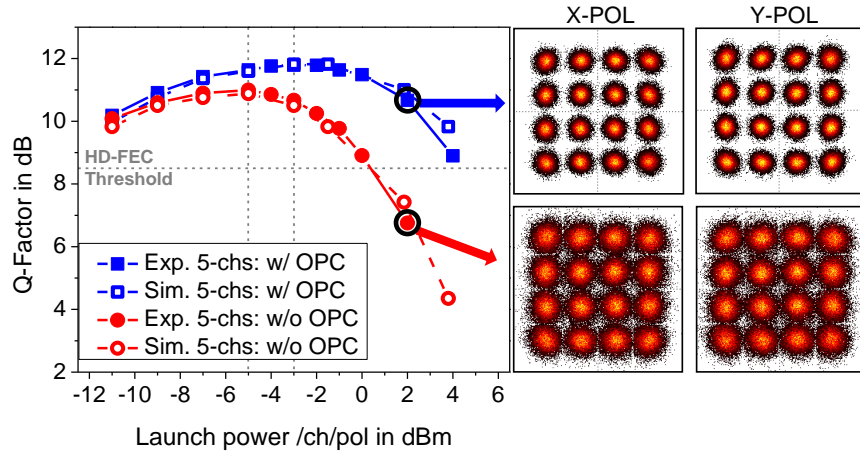 X-POL
Y-POL
12
10
8
6
4
2
Q-Factor in dB
HD-FEC
Threshold
Exp. 5-chs: w/ OPC
Sim. 5-chs: w/ OPC
Exp. 5-chs: w/o OPC
Sim. 5-chs: w/o OPC
-12 -10 -8 -6 -4 -2 0 2 4 6
Launch power /ch/pol in dBm